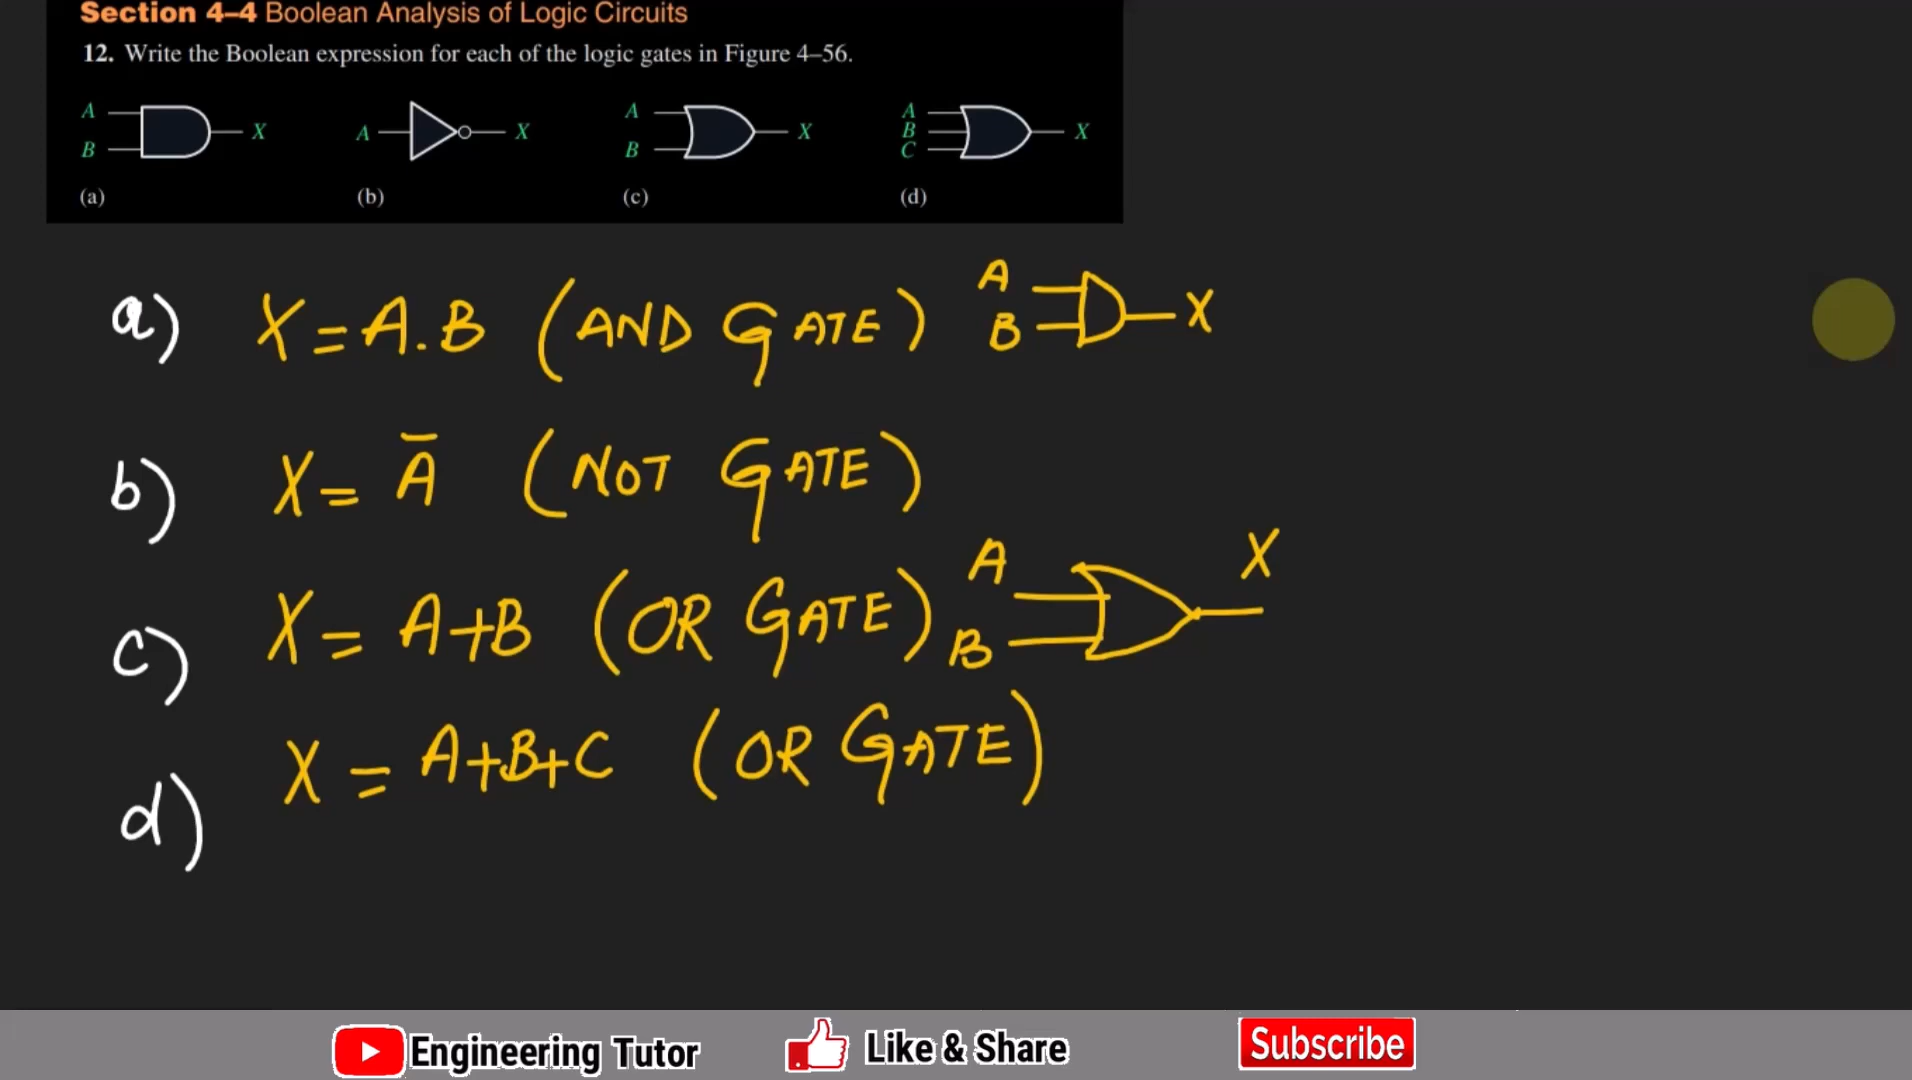 Section 4–4 Boolean Analysis of Logic Circuits
12. Write the Boolean expression for each of the logic gates in Figure 4–56.
A B X
A X
A B X
A B C X
(a) (b) (c) (d)
a) X = A.B (AND GATE) A B X
b) X = A̅ (NOT GATE)
c) X = A+B (OR GATE) A B X
d) X = A+B+C (OR GATE)
Engineering Tutor Like & Share Subscribe